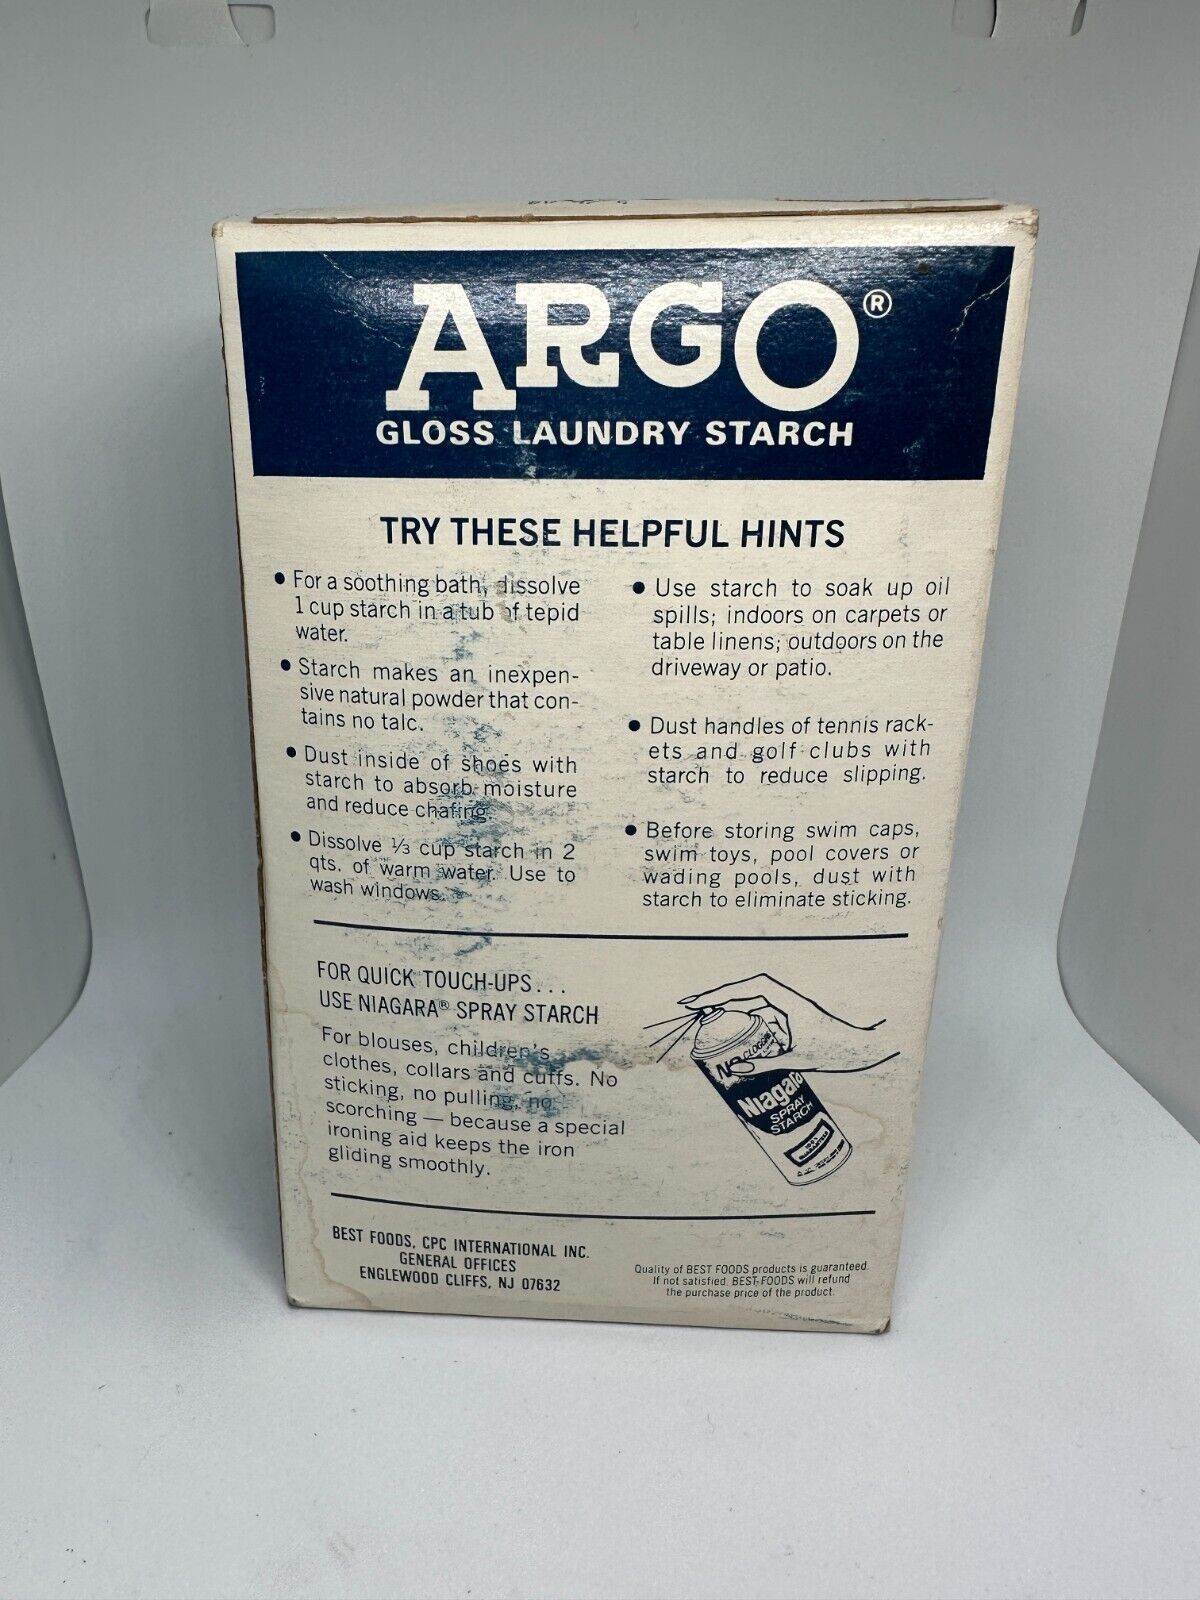 ARGO®
GLOSS LAUNDRY STARCH
TRY THESE HELPFUL HINTS
• For a soothing bath, dissolve
1 cup starch in a tub of tepid
water.
• Starch makes an inexpen-
sive natural powder that con-
tains no talc.
• Dust inside of shoes with
starch to absorb moisture
and reduce chafing.
• Dissolve ⅓ cup starch in 2
qts. of warm water. Use to
wash windows.
• Use starch to soak up oil
spills; indoors on carpets or
table linens; outdoors on the
driveway or patio.
• Dust handles of tennis rack-
ets and golf clubs with
starch to reduce slipping.
• Before storing swim caps,
swim toys, pool covers or
wading pools, dust with
starch to eliminate sticking.
FOR QUICK TOUCH-UPS...
USE NIAGARA® SPRAY STARCH
For blouses, children's
clothes, collars and cuffs. No
sticking, no pulling, no
scorching — because a special
ironing aid keeps the iron
gliding smoothly.
NO
Niagara
SPRAY
STARCH
BEST FOODS, CPC INTERNATIONAL INC.
GENERAL OFFICES
ENGLEWOOD CLIFFS, NJ 07632
Quality of BEST FOODS products is guaranteed.
If not satisfied BEST FOODS will refund
the purchase price of the product.